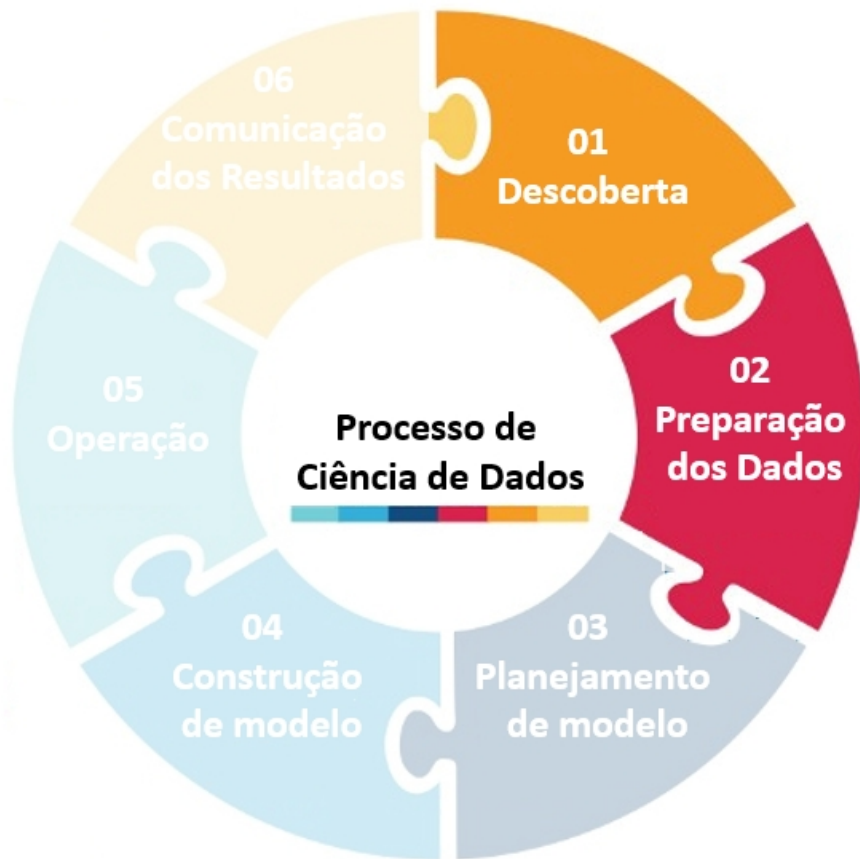 Processo de
Ciência de Dados
01
Descoberta
02
Preparação
dos Dados
03
Planejamento
de modelo
04
Construção
de modelo
05
Operação
06
Comunicação
dos Resultados